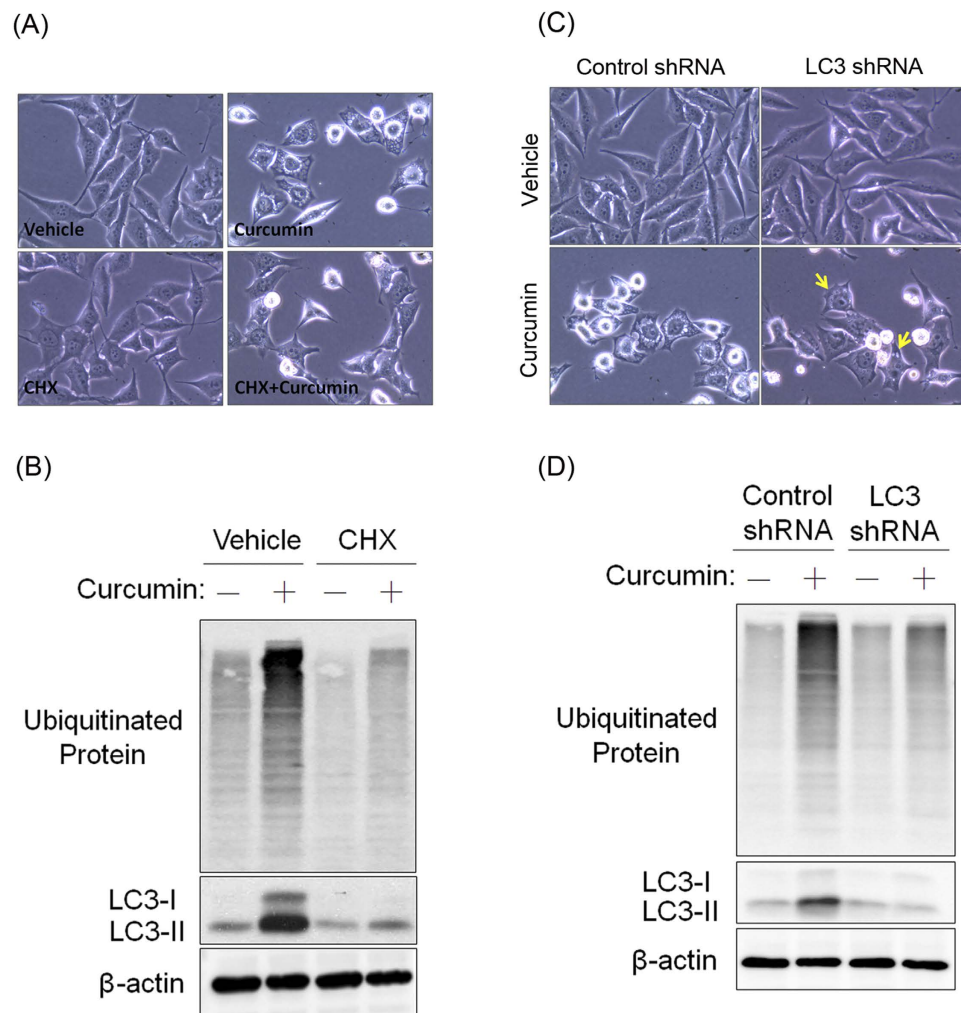 (A)
Vehicle
Curcumin
CHX
CHX+Curcumin
(B)
Vehicle CHX
Curcumin: — + — +
Ubiquitinated
Protein
LC3-I
LC3-II
β-actin
(C)
Control shRNA LC3 shRNA
Vehicle
Curcumin
(D)
Control LC3
shRNA shRNA
Curcumin: — + — +
Ubiquitinated
Protein
LC3-I
LC3-II
β-actin